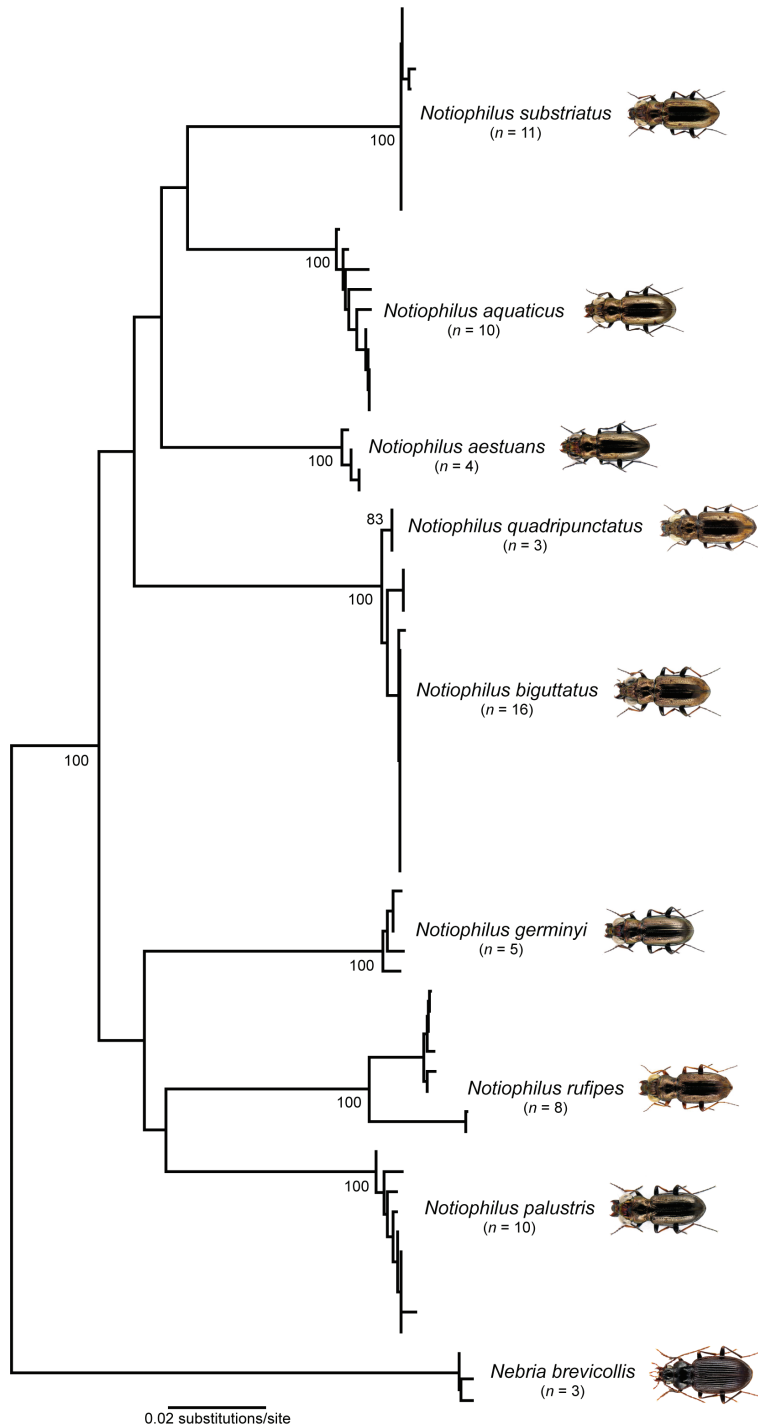 100
Notiophilus substriatus
(n = 11)
100
Notiophilus aquaticus
(n = 10)
100
Notiophilus aestuans
(n = 4)
83
Notiophilus quadripunctatus
(n = 3)
100
Notiophilus biguttatus
(n = 16)
100
Notiophilus germinyi
(n = 5)
100
Notiophilus rufipes
(n = 8)
100
Notiophilus palustris
(n = 10)
100
Nebria brevicollis
(n = 3)
0.02 substitutions/site